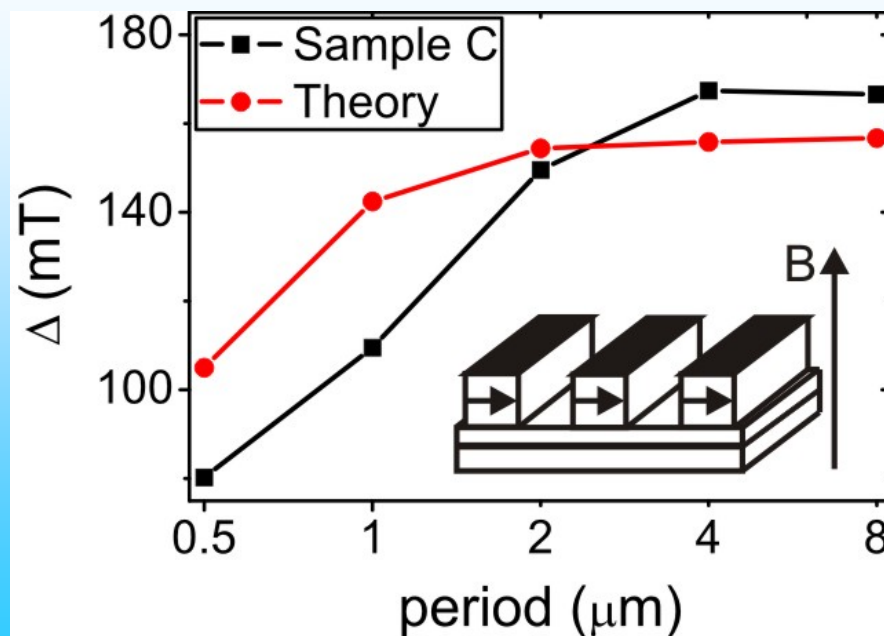 180
Sample C
Theory
140
Δ (mT)
B
100
0.5 1 2 4 8
period (μm)